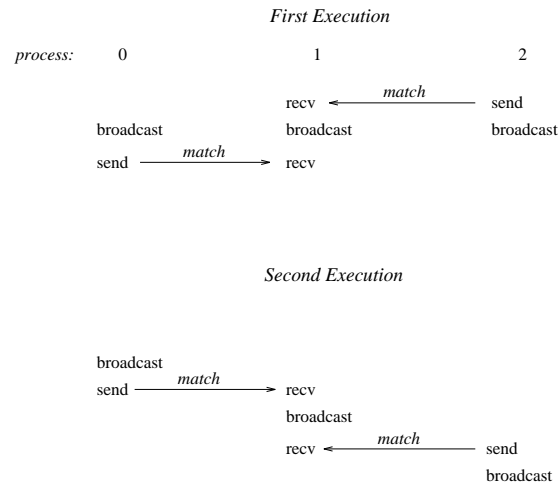 First Execution
process: 0 1 2
recv match send
broadcast broadcast broadcast
send match recv
Second Execution
broadcast
send match recv
broadcast
recv match send
broadcast